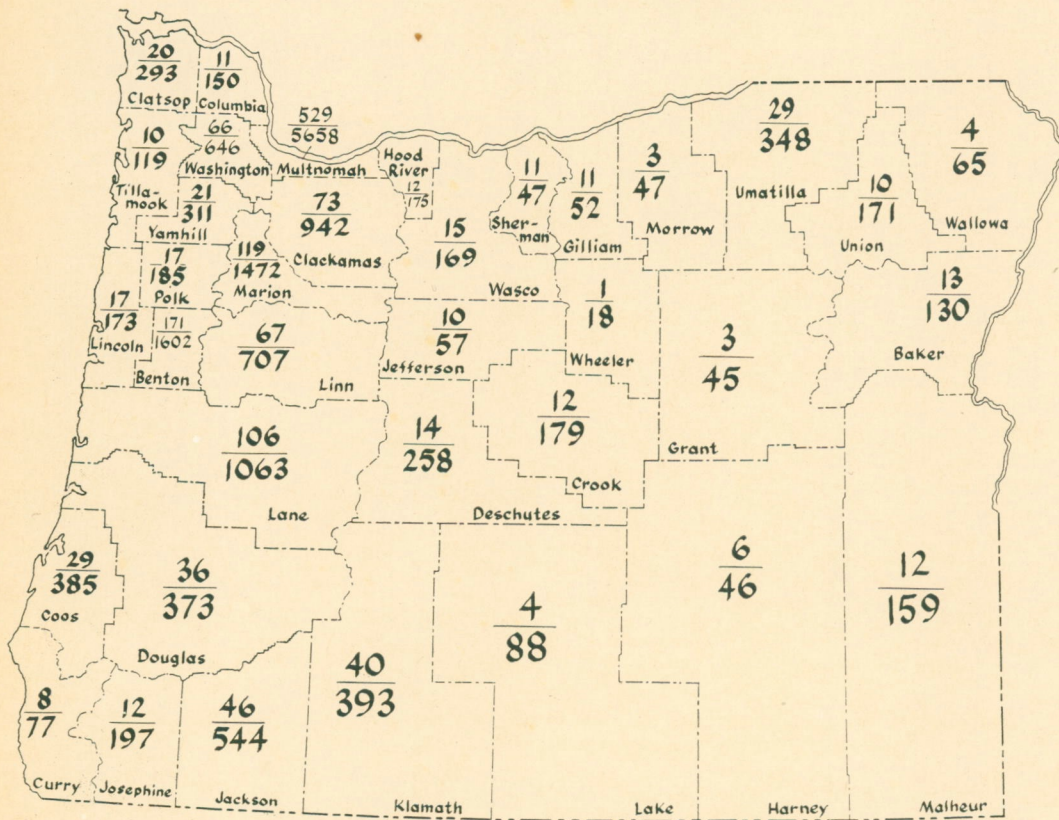 20
293
Clatsop
11
150
Columbia
10
119
Tilla-
mook
66
646
Washington
529
5658
Multnomah
Hood
River
12
175
11
47
Sher-
man
11
52
Gilliam
3
47
Morrow
29
348
Umatilla
10
171
Union
4
65
Wallowa
21
311
Yamhill
73
942
Clackamas
15
169
Wasco
17
185
Polk
119
1472
Marion
17
173
Lincoln
171
1602
Benton
67
707
Linn
10
57
Jefferson
1
18
Wheeler
3
45
Grant
13
130
Baker
106
1063
Lane
14
258
Deschutes
12
179
Crook
29
385
Coos
36
373
Douglas
40
393
Klamath
4
88
Lake
6
46
Harney
12
159
Malheur
8
77
Curry
12
197
Josephine
46
544
Jackson